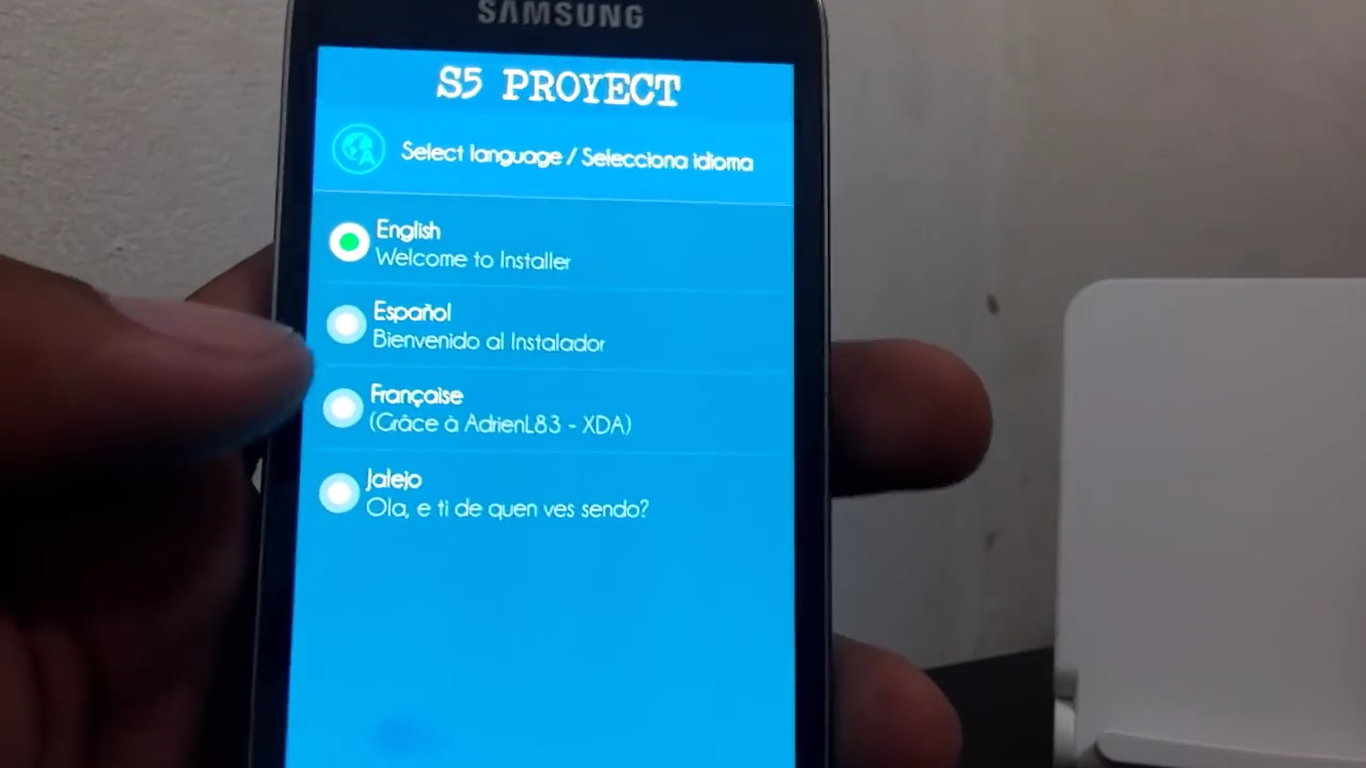 SAMSUNG
S5 PROYECT
Select language / Selecciona idioma
English
Welcome to Installer
Español
Bienvenido al Instalador
Française
(Grâce à AdrienL83 - XDA)
Jalejo
Ola, e ti de quen ves sendo?